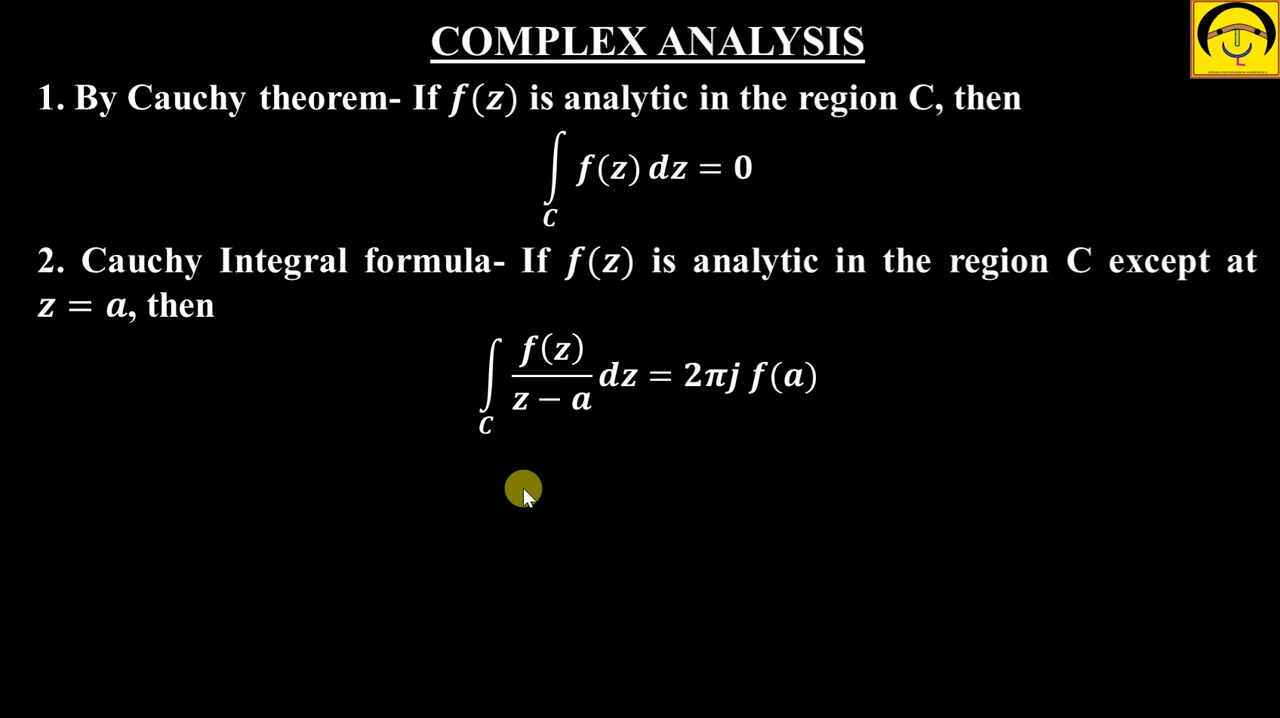 COMPLEX ANALYSIS
1. By Cauchy theorem- If f(z) is analytic in the region C, then
∫_C f(z) dz = 0
2. Cauchy Integral formula- If f(z) is analytic in the region C except at
z = a, then
∫_C f(z)/(z − a) dz = 2πj f(a)